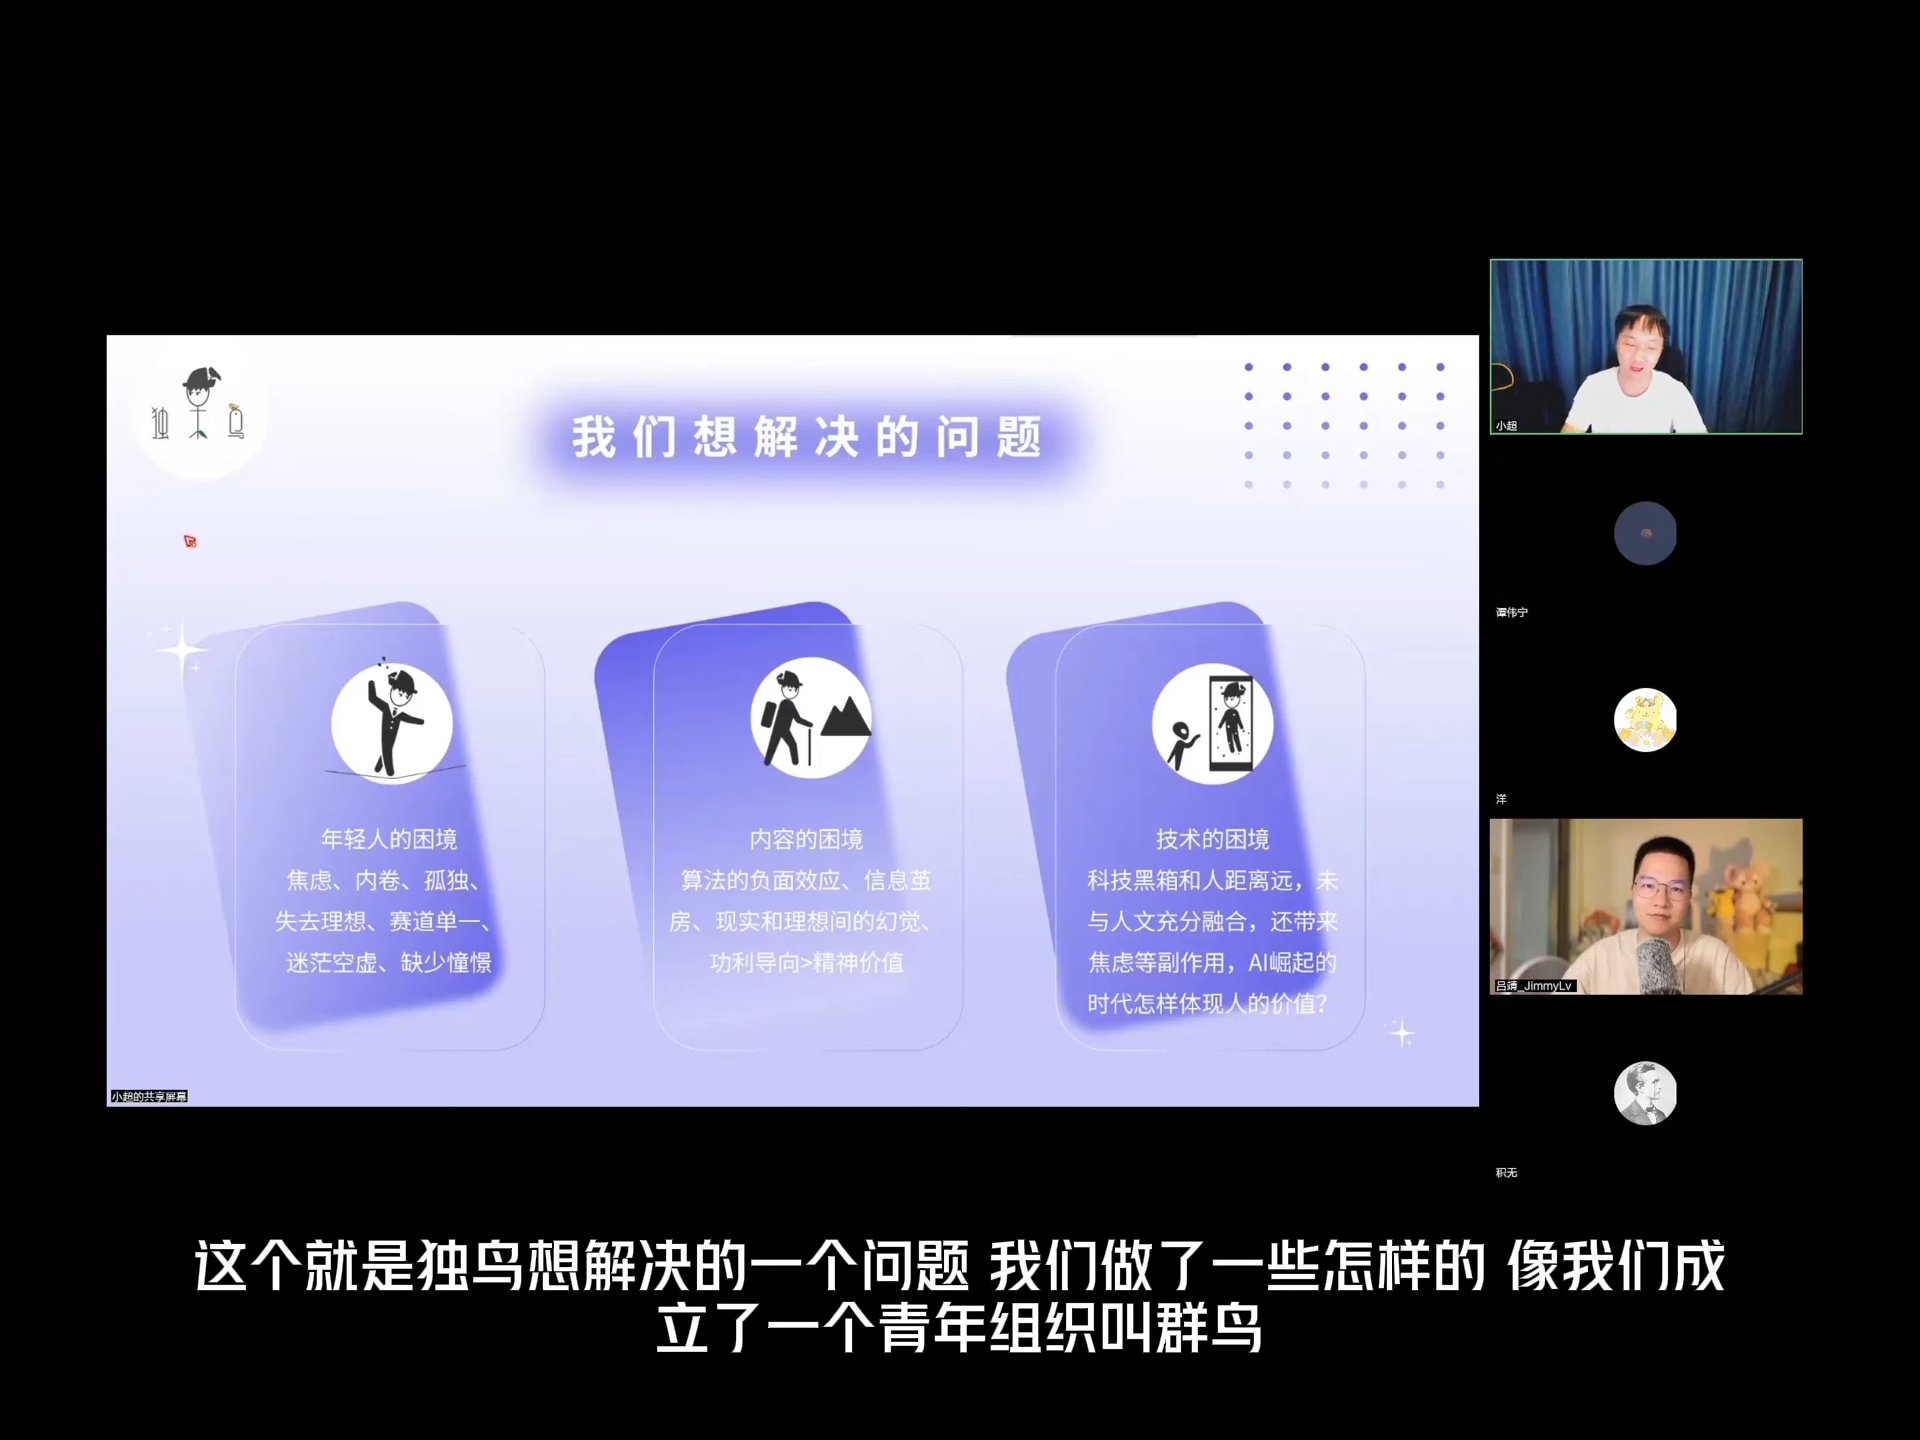 独木鸟
我们想解决的问题
年轻人的困境
焦虑、内卷、孤独、
失去理想、赛道单一、
迷茫空虚、缺少憧憬
内容的困境
算法的负面效应、信息茧
房、现实和理想间的幻觉、
功利导向>精神价值
技术的困境
科技黑箱和人距离远，未
与人文充分融合，还带来
焦虑等副作用，AI崛起的
时代怎样体现人的价值？
小超的共享屏幕
小超
谭伟宁
洋
吕靖_JimmyLv
积无
这个就是独鸟想解决的一个问题 我们做了一些怎样的 像我们成
立了一个青年组织叫群鸟